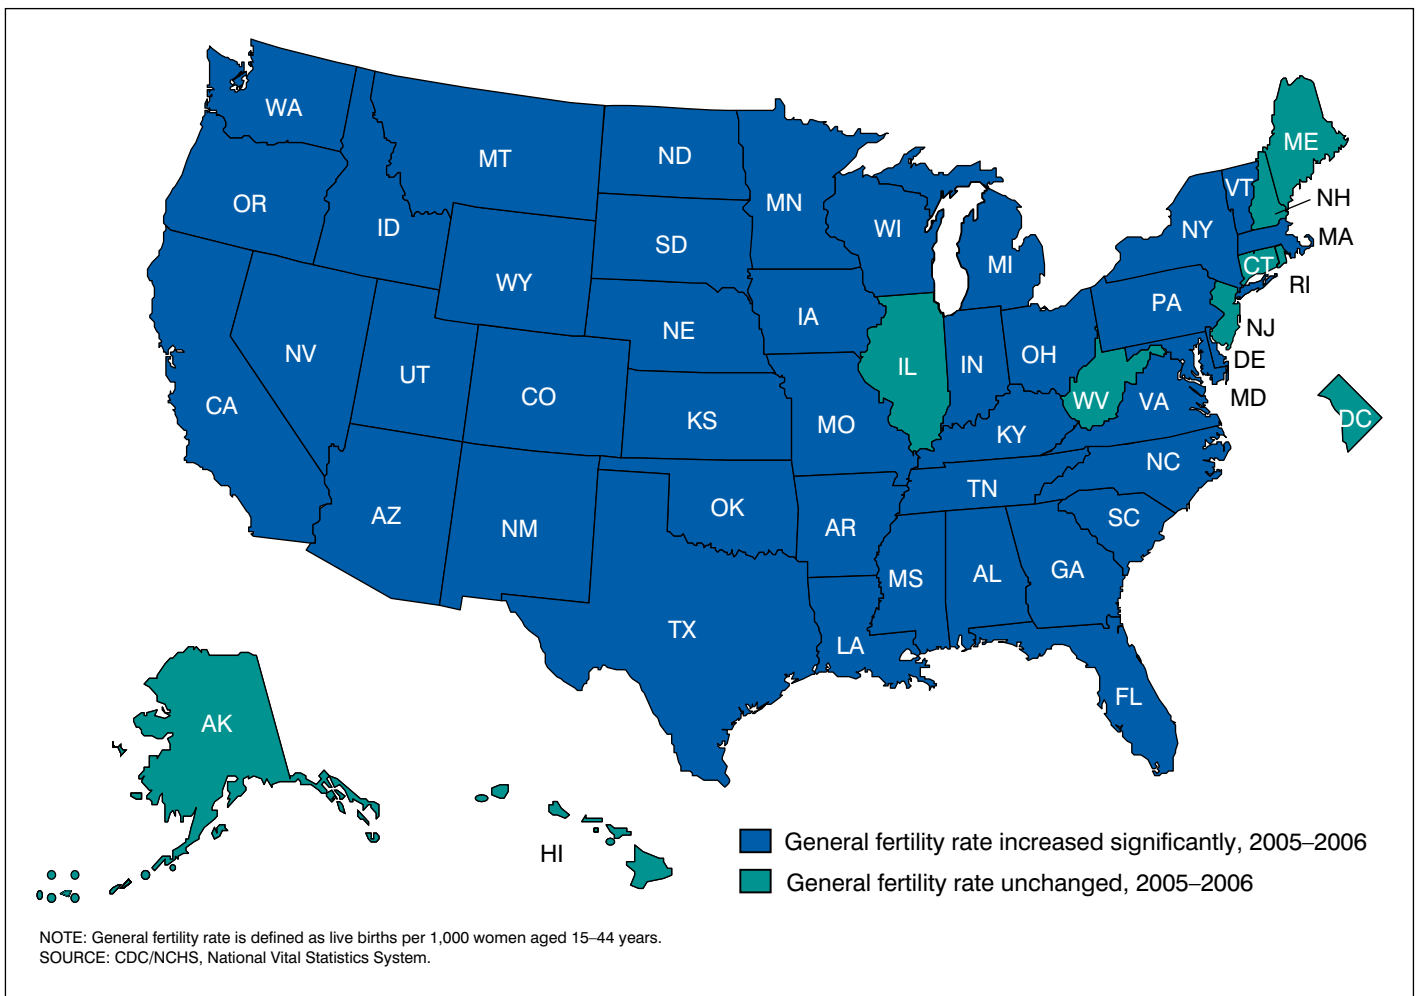 WA
MT
ND
MN
ME
OR
ID
SD
WI
VT
NH
NY
MA
WY
MI
CT
RI
NV
UT
NE
IA
PA
NJ
CO
IL
IN
OH
DE
CA
KS
MO
WV
VA
MD
DC
KY
NC
AZ
NM
OK
AR
TN
SC
MS
AL
GA
TX
LA
FL
AK
HI
General fertility rate increased significantly, 2005–2006
General fertility rate unchanged, 2005–2006
NOTE: General fertility rate is defined as live births per 1,000 women aged 15–44 years.
SOURCE: CDC/NCHS, National Vital Statistics System.